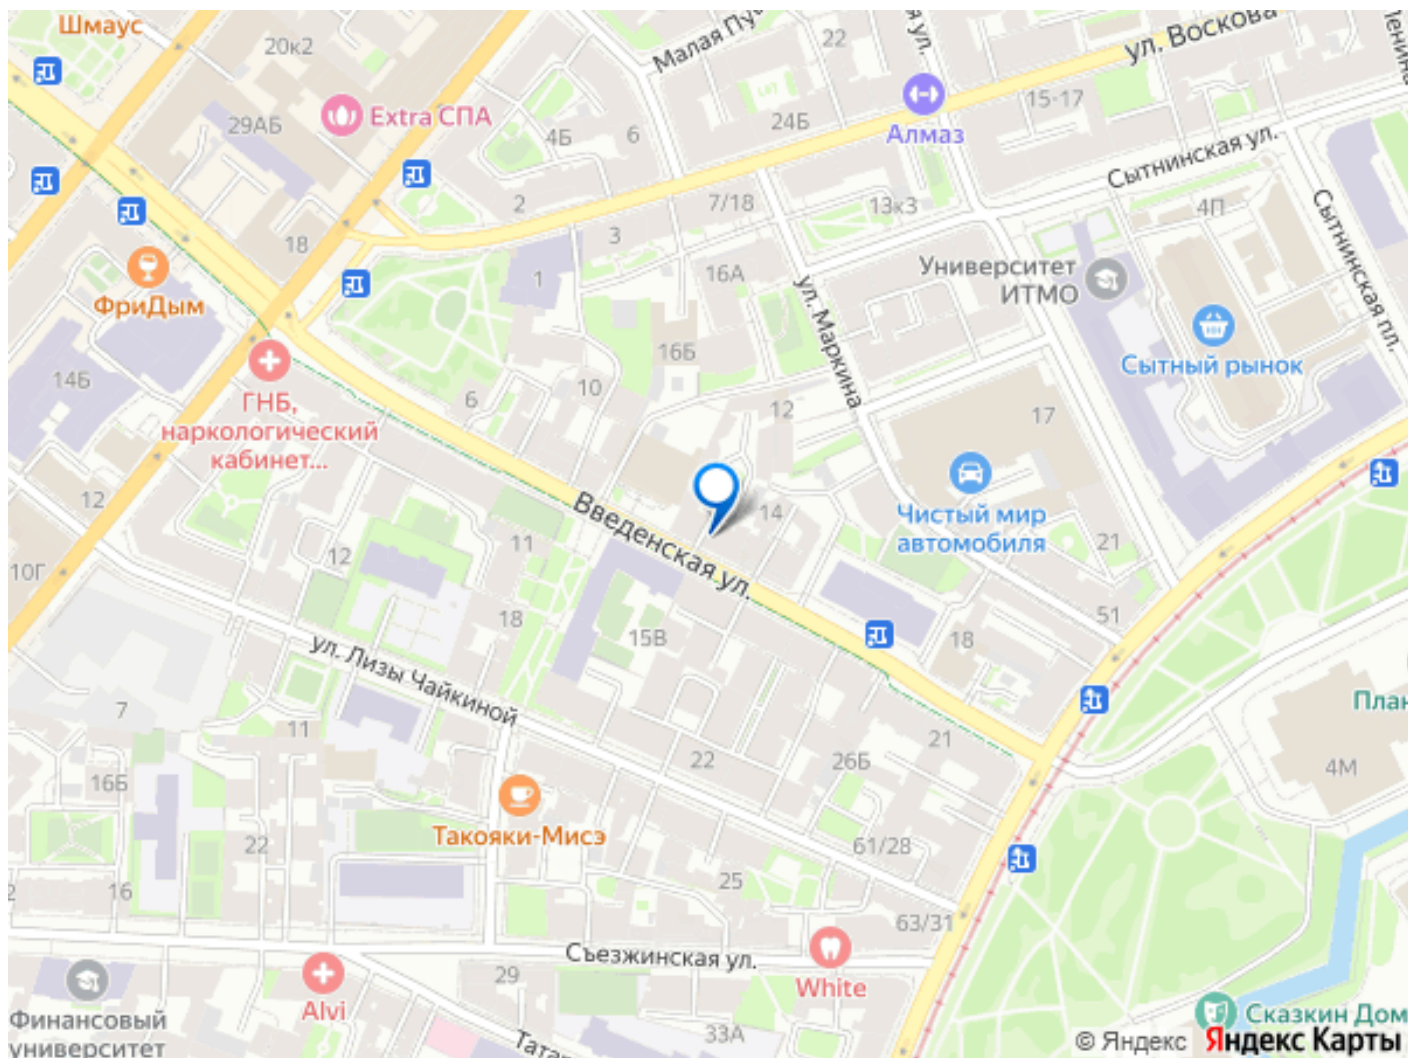 Шмаус
20к2
22
ул. Воскова
29АБ
Extra СПА
4Б
6
24Б
Алмаз
15-17
Сытнинская ул.
2
7/18
13к3
4П
Сытнинская пл.
18
3
1
16А
ул. Маркина
Университет
ИТМО
ФриДым
14Б
6
10
16Б
12
17
Сытный рынок
ГНБ,
наркологический
кабинет...
12
12
11
Введенская ул.
14
Чистый мир
автомобиля
21
10Г
18
15В
18
51
ул. Лизы Чайкиной
7
11
22
26Б
21
4М
16Б
Такояки-Мисэ
22
16
25
61/28
63/31
Съезжинская ул.
29
White
Alvi
33А
Сказкин Дом
Финансовый
университет
© Яндекс Яндекс Карты